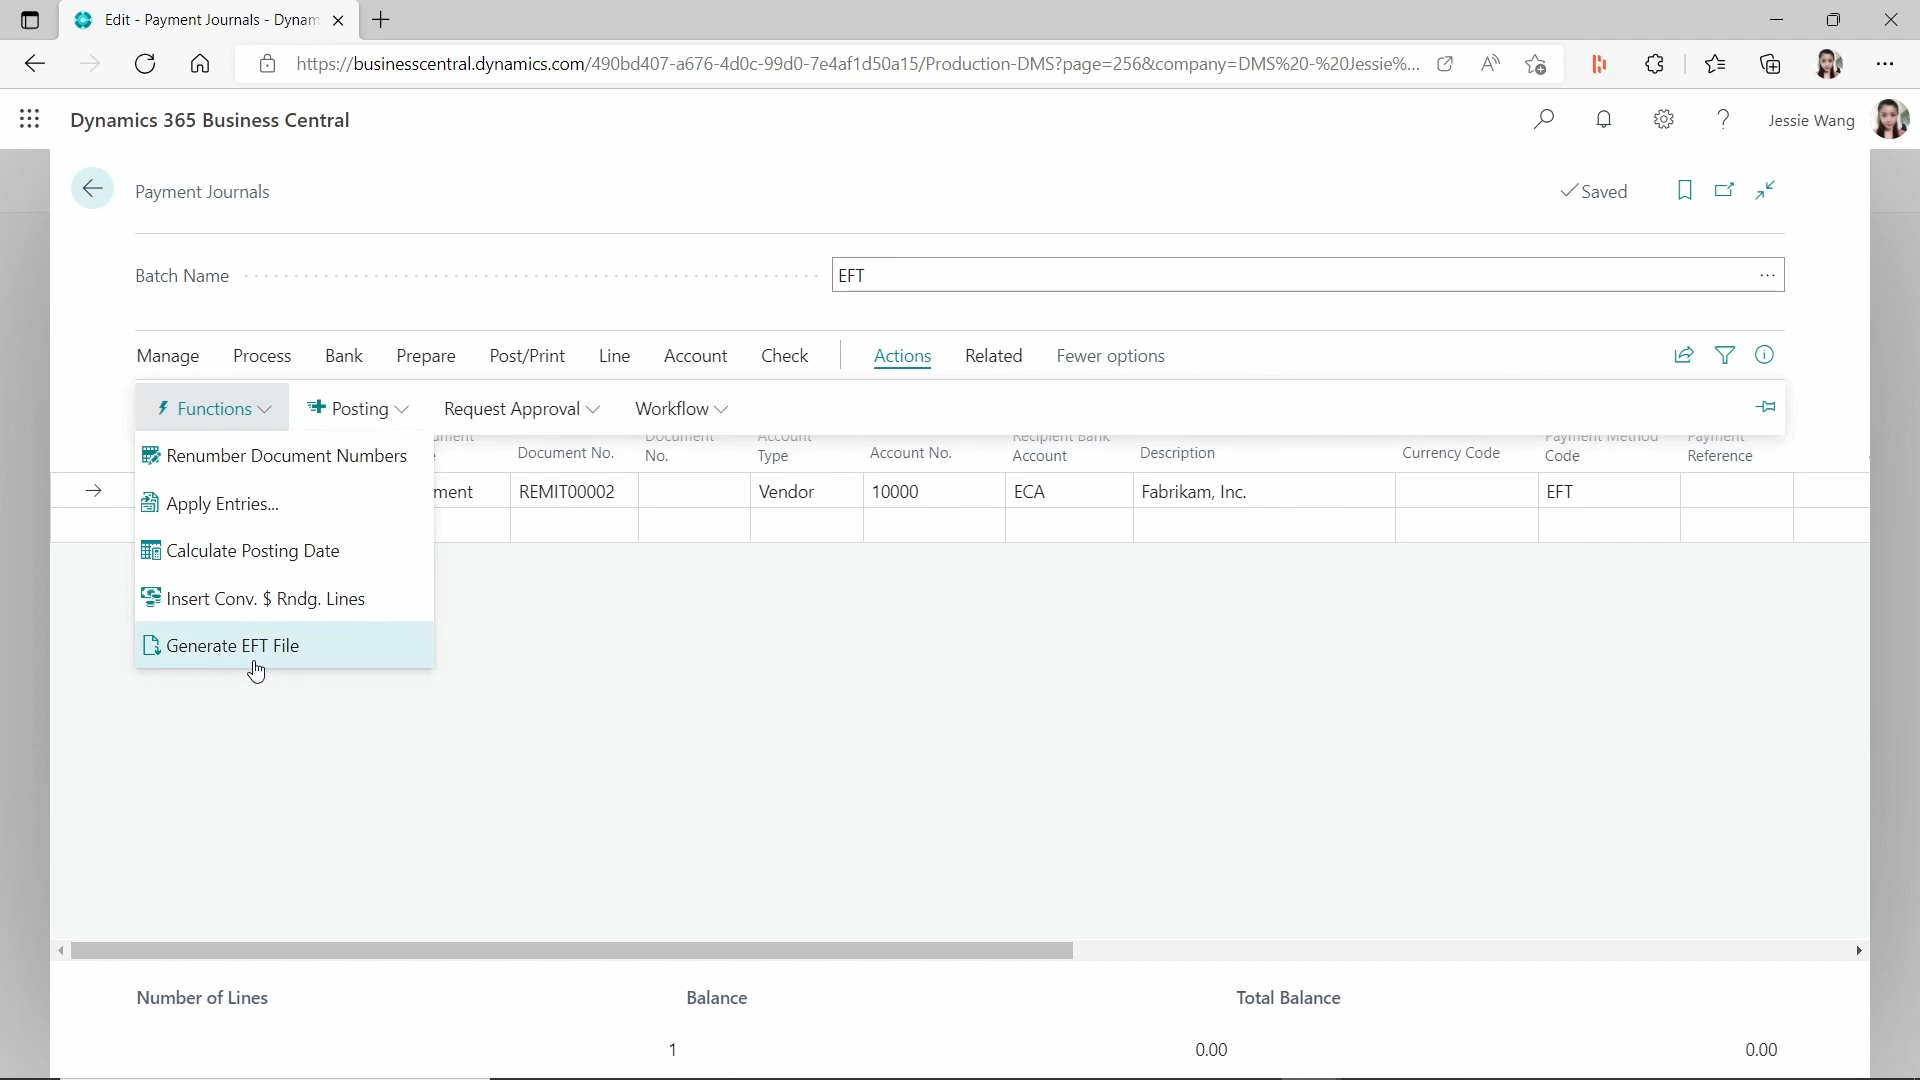 Edit - Payment Journals - Dynam
https://businesscentral.dynamics.com/490bd407-a676-4d0c-99d0-7e4af1d50a15/Production-DMS?page=256&company=DMS%20-%20Jessie%...
Dynamics 365 Business Central
Jessie Wang
Payment Journals
Saved
Batch Name
EFT
Manage Process Bank Prepare Post/Print Line Account Check Actions Related Fewer options
Functions Posting Request Approval Workflow
Document No.
Document No.
Account Type
Account No.
Recipient Bank Account
Description
Currency Code
Payment Method Code
Payment Reference
ment REMIT00002 Vendor 10000 ECA Fabrikam, Inc. EFT
Renumber Document Numbers
Apply Entries...
Calculate Posting Date
Insert Conv. $ Rndg. Lines
Generate EFT File
Number of Lines Balance Total Balance
1 0.00 0.00